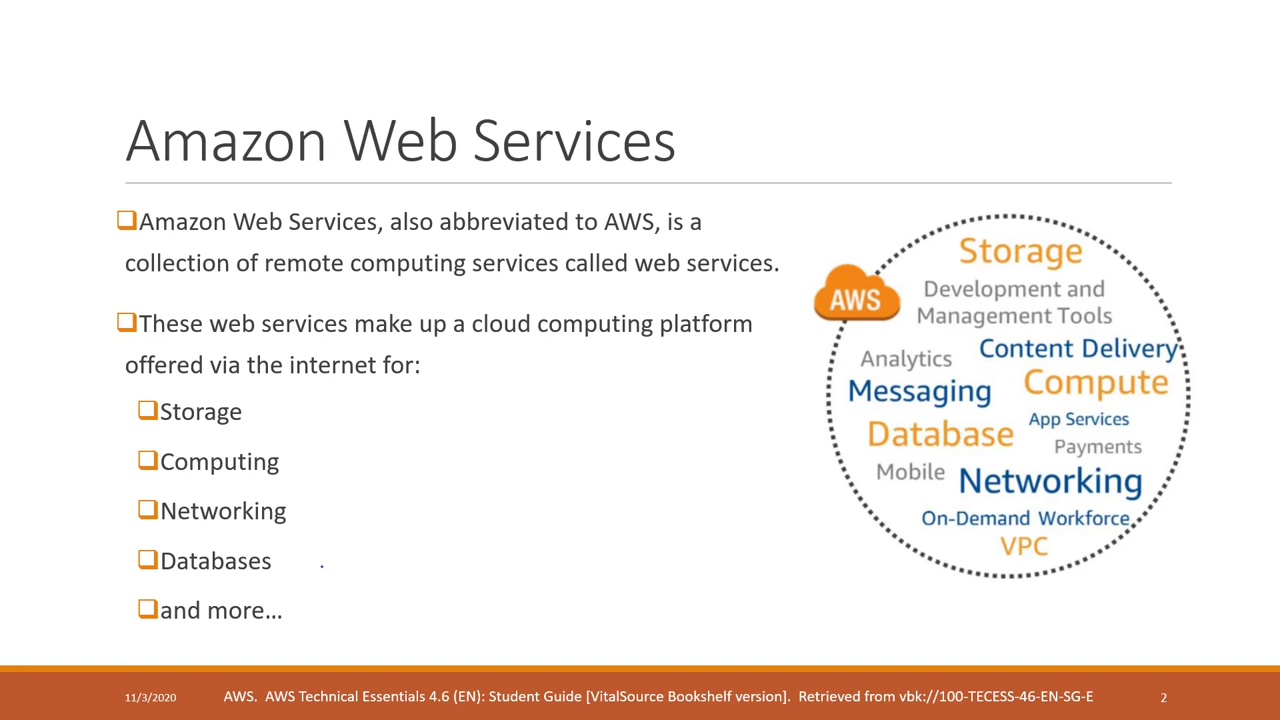 Amazon Web Services
Amazon Web Services, also abbreviated to AWS, is a
collection of remote computing services called web services.
These web services make up a cloud computing platform
offered via the internet for:
Storage
Computing
Networking
Databases
and more…
AWS
Storage
Development and
Management Tools
Analytics
Content Delivery
Messaging
Compute
Database
App Services
Payments
Mobile
Networking
On-Demand Workforce
VPC
11/3/2020
AWS. AWS Technical Essentials 4.6 (EN): Student Guide [VitalSource Bookshelf version]. Retrieved from vbk://100-TECESS-46-EN-SG-E
2